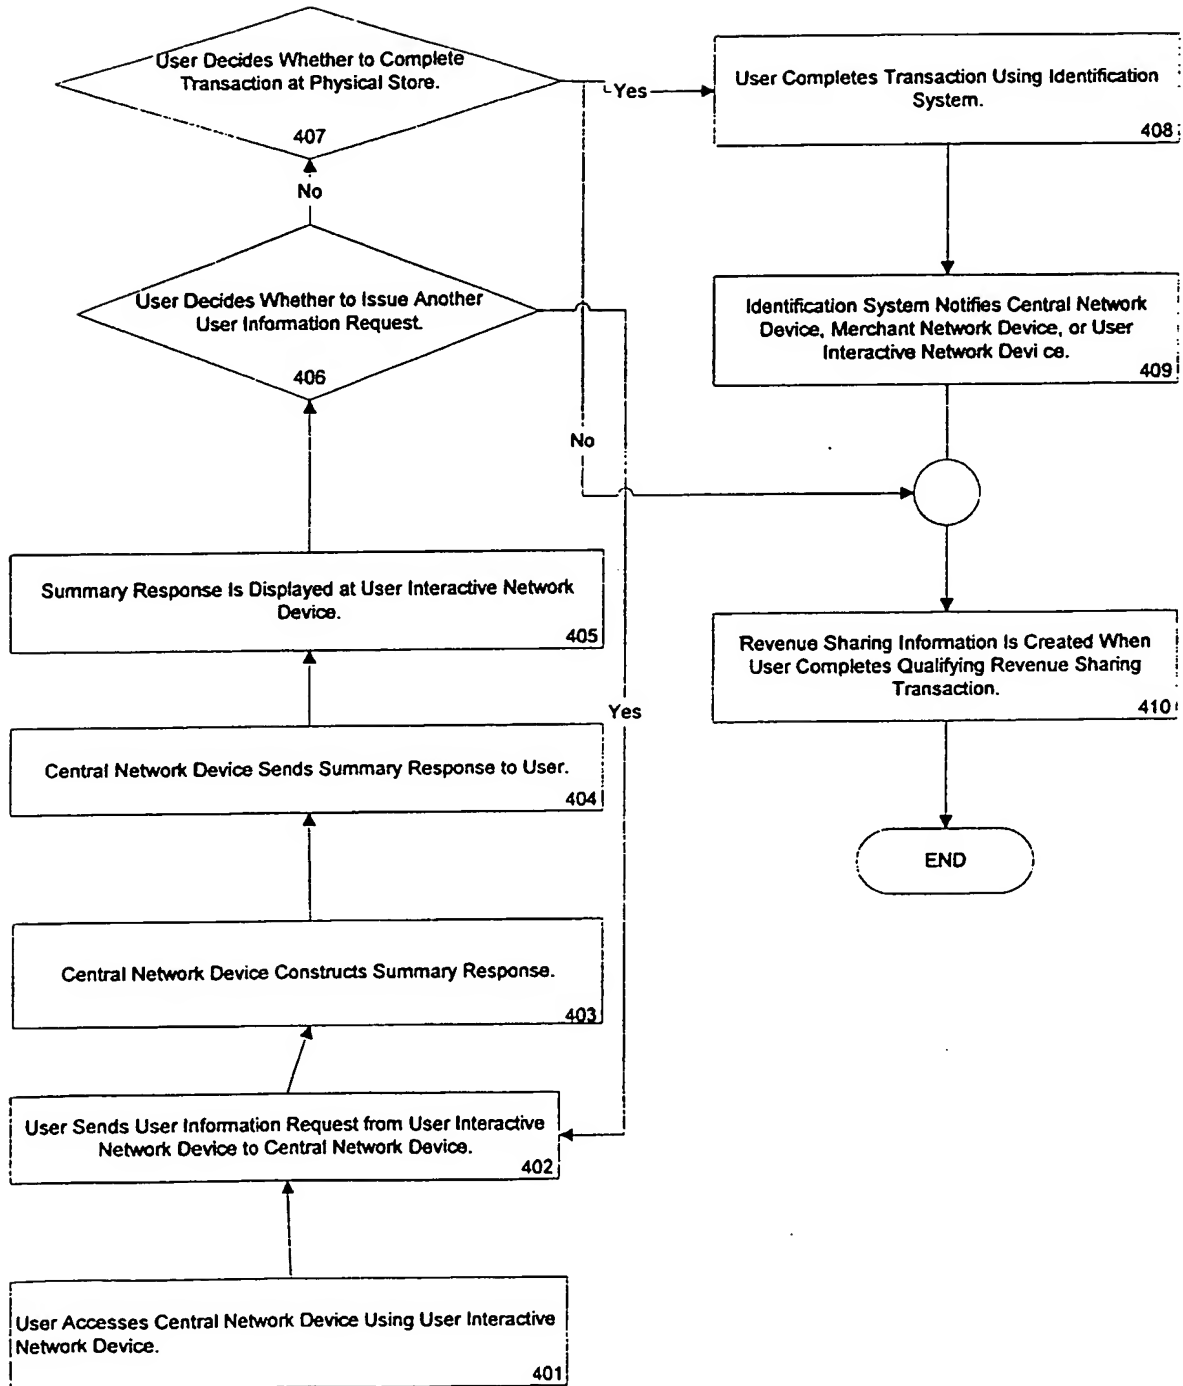 User Decides Whether to Complete
Transaction at Physical Store.
407
Yes
User Completes Transaction Using Identification
System.
408
No
User Decides Whether to Issue Another
User Information Request.
406
Identification System Notifies Central Network
Device, Merchant Network Device, or User
Interactive Network Devi ce.
409
No
Summary Response Is Displayed at User Interactive Network
Device.
405
Revenue Sharing Information Is Created When
User Completes Qualifying Revenue Sharing
Transaction.
410
Yes
Central Network Device Sends Summary Response to User.
404
END
Central Network Device Constructs Summary Response.
403
User Sends User Information Request from User Interactive
Network Device to Central Network Device.
402
User Accesses Central Network Device Using User Interactive
Network Device.
401